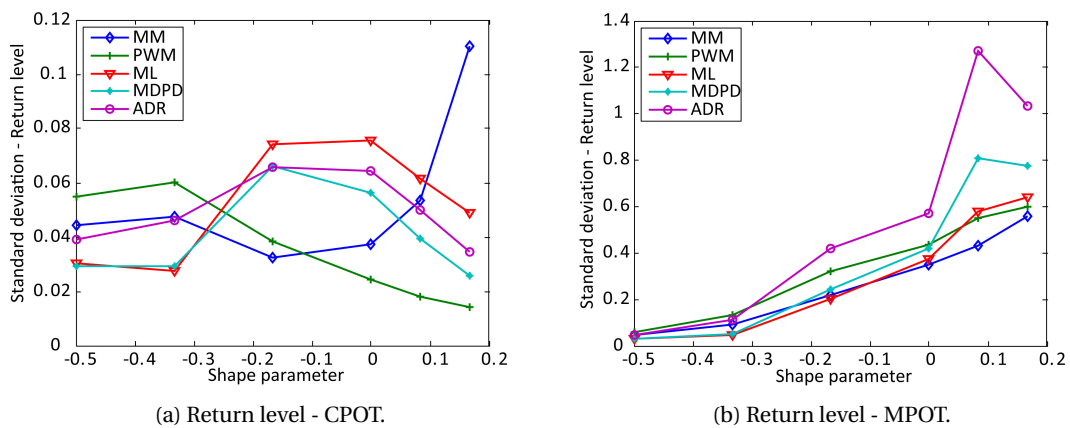 0.12
0.1
0.08
0.06
0.04
0.02
0
-0.5
-0.4
-0.3
-0.2
-0.1
0
0.1
0.2
Standard deviation - Return level
Shape parameter
MM
PWM
ML
MDPD
ADR
(a) Return level - CPOT.
1.4
1.2
1
0.8
0.6
0.4
0.2
0
-0.5
-0.4
-0.3
-0.2
-0.1
0
0.1
0.2
Standard deviation - Return level
Shape parameter
MM
PWM
ML
MDPD
ADR
(b) Return level - MPOT.